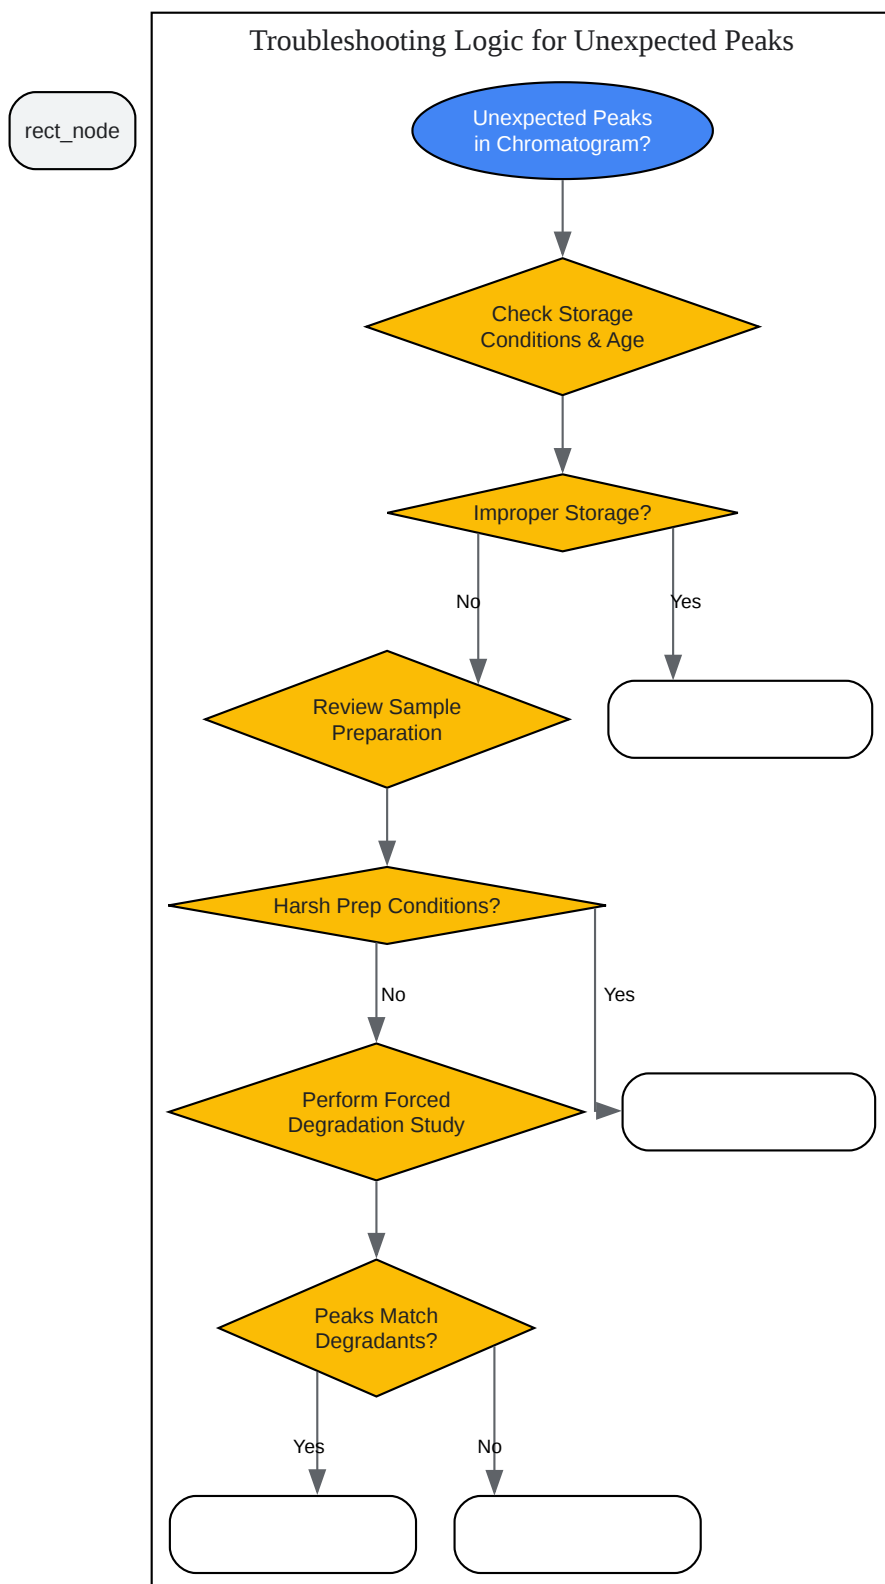 Troubleshooting Logic for Unexpected Peaks
rect_node
Unexpected Peaks
in Chromatogram?
Check Storage
Conditions & Age
Improper Storage?
No
Yes
Review Sample
Preparation
Harsh Prep Conditions?
No
Yes
Perform Forced
Degradation Study
Peaks Match
Degradants?
Yes
No